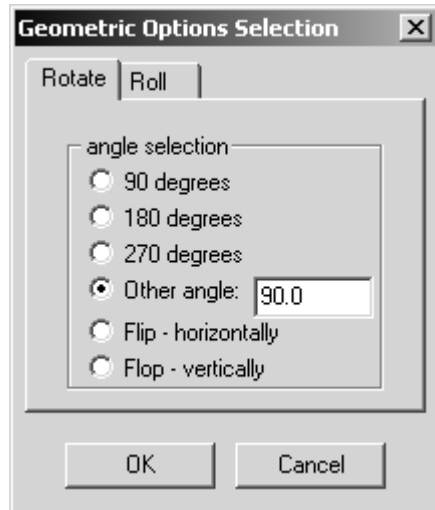 Geometric Options Selection
Rotate Roll
angle selection
90 degrees
180 degrees
270 degrees
Other angle: 90.0
Flip - horizontally
Flop - vertically
OK Cancel